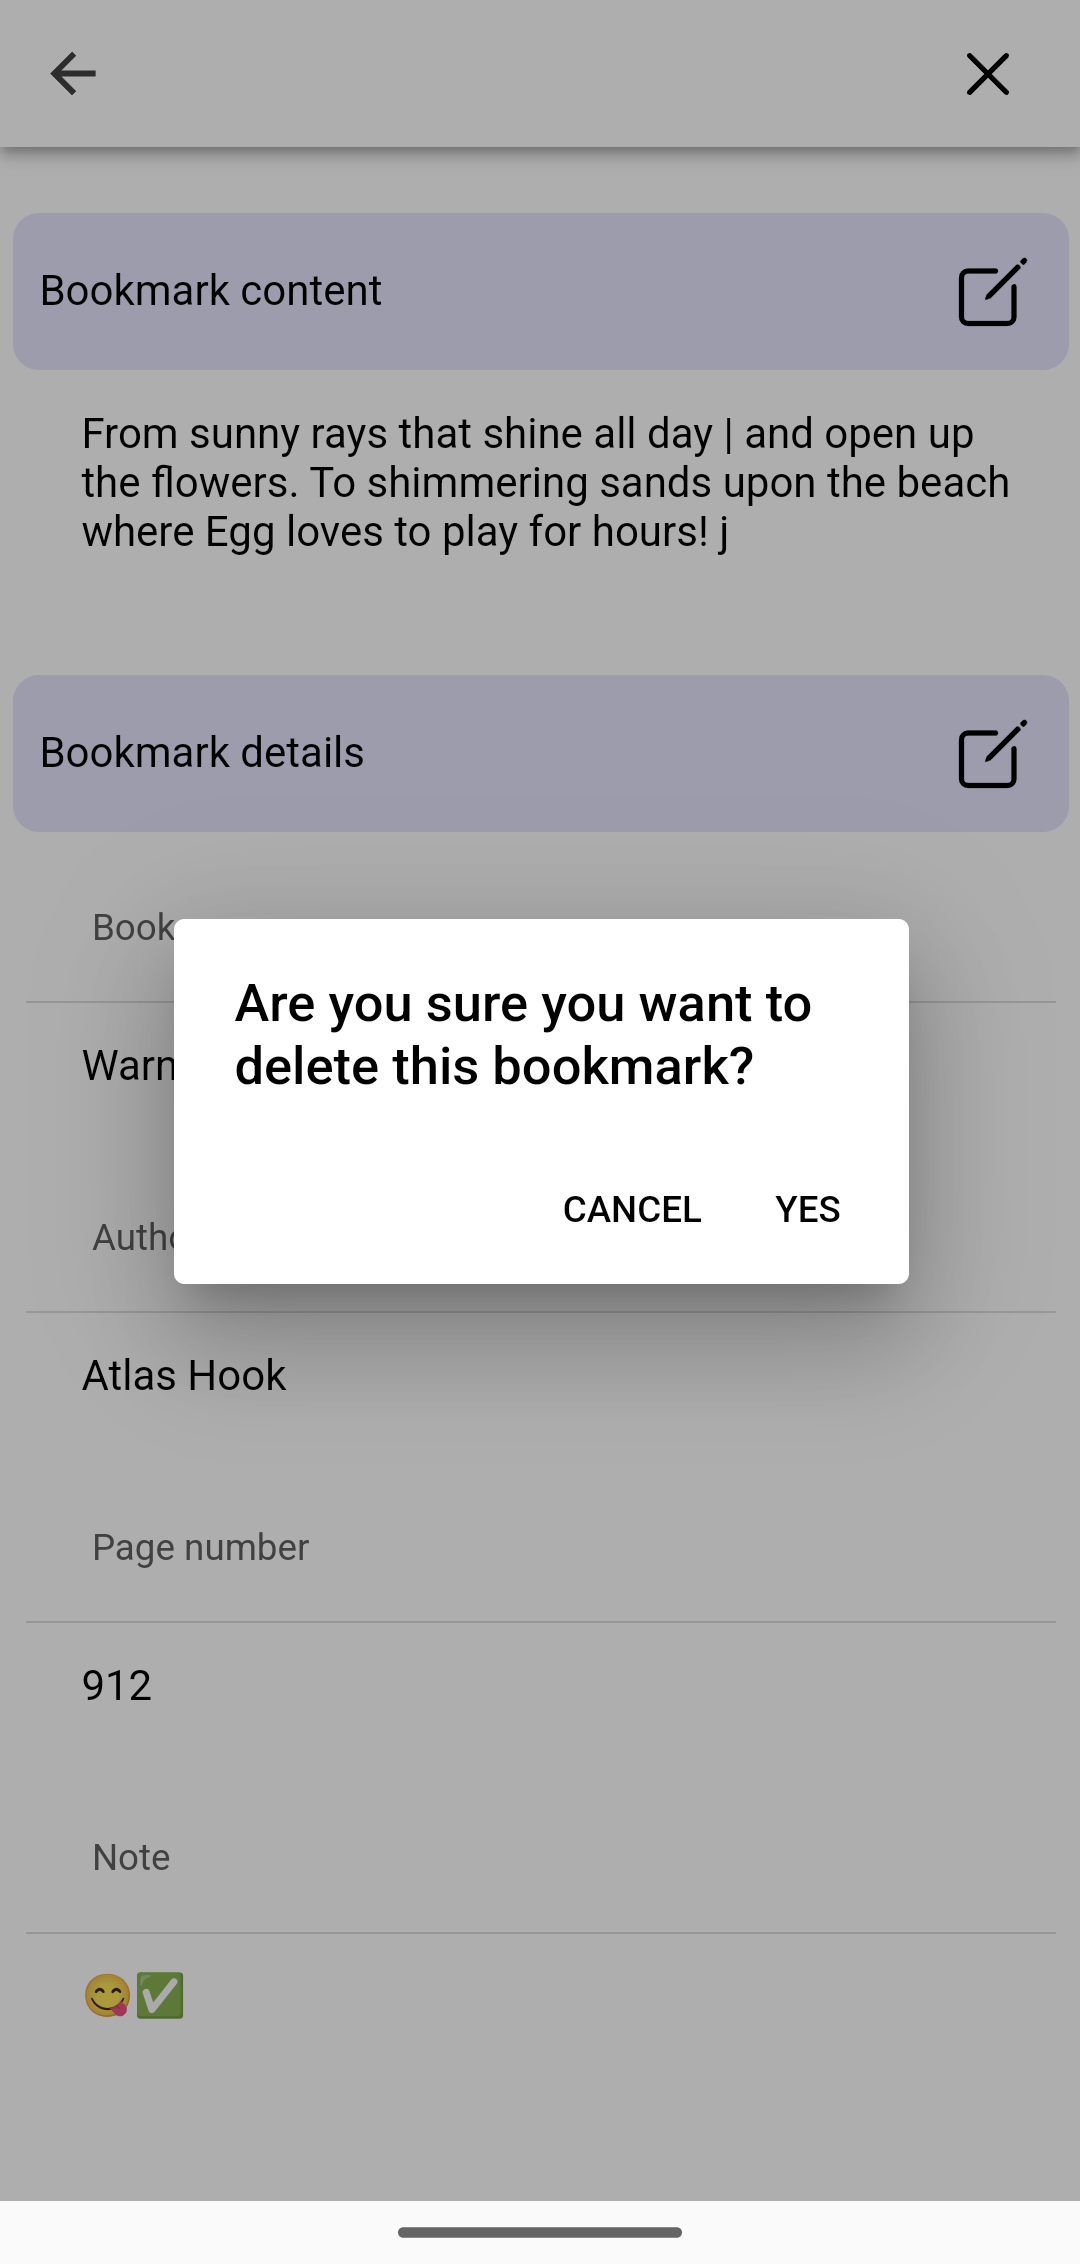 Bookmark content
From sunny rays that shine all day | and open up
the flowers. To shimmering sands upon the beach
where Egg loves to play for hours! j
Bookmark details
Book
Are you sure you want to
delete this bookmark?
Warn
CANCEL YES
Atlas Hook
Page number
912
Note
😋✅